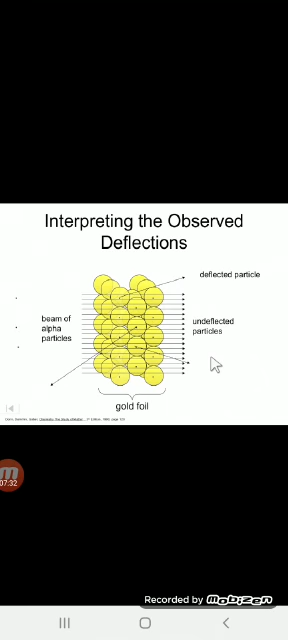 Interpreting the Observed
Deflections
deflected particle
beam of
alpha
particles
undeflected
particles
gold foil
07:32
Recorded by mobizen